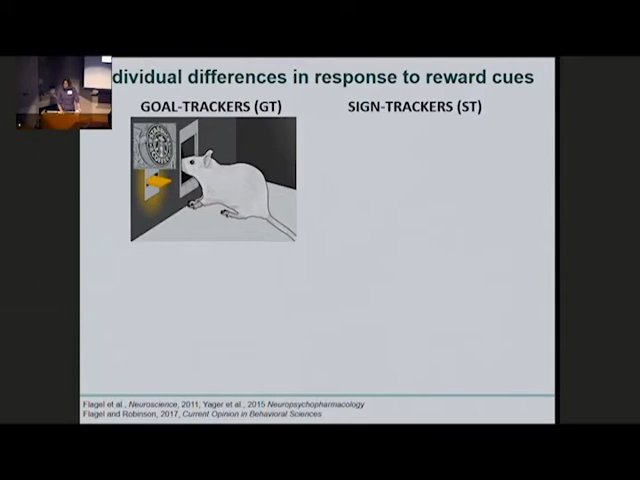 dividual differences in response to reward cues
GOAL-TRACKERS (GT)
SIGN-TRACKERS (ST)
Flagel et al., Neuroscience, 2011; Yager et al., 2015 Neuropsychopharmacology
Flagel and Robinson, 2017, Current Opinion in Behavioral Sciences